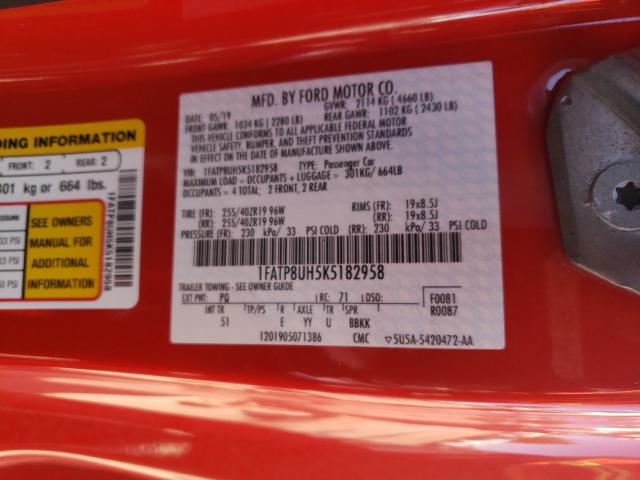 MFD. BY FORD MOTOR CO.
DATE: 05/19 GVWR: 2114 KG ( 4660 LB)
FRONT GAWR: 1034 KG ( 2280 LB) REAR GAWR: 1102 KG ( 2430 LB)
THIS VEHICLE CONFORMS TO ALL APPLICABLE FEDERAL MOTOR
VEHICLE SAFETY, BUMPER, AND THEFT PREVENTION STANDARDS
IN EFFECT ON THE DATE OF MANUFACTURE SHOWN ABOVE.
VIN: 1FATP8UH5K5182958 TYPE: Passenger Car
MAXIMUM LOAD = OCCUPANTS + LUGGAGE = 301KG/ 664LB
OCCUPANTS = 4 TOTAL; 2 FRONT, 2 REAR
TIRE (FR): 255/40ZR19 96W RIMS (FR): 19x8.5J
(RR): 255/40ZR19 96W (RR): 19x8.5J
PRESSURE (FR): 230 kPa/ 33 PSI COLD (RR): 230 kPa/ 33 PSI COLD
1FATP8UH5K5182958
TRAILER TOWING - SEE OWNER GUIDE
EXT PNT: PQ RC: 71 DSO: F0081
INT TR TP/PS R AXLE TR SPR R0087
51 E YY U BBKK
1201905071386 CMC 5U5A-5420472-AA
DING INFORMATION
FRONT: 2 REAR: 2
301 kg or 664 lbs.
SEE OWNERS
MANUAL FOR
ADDITIONAL
INFORMATION
PSI
PSI
PSI
1FATP8UH5K5182958